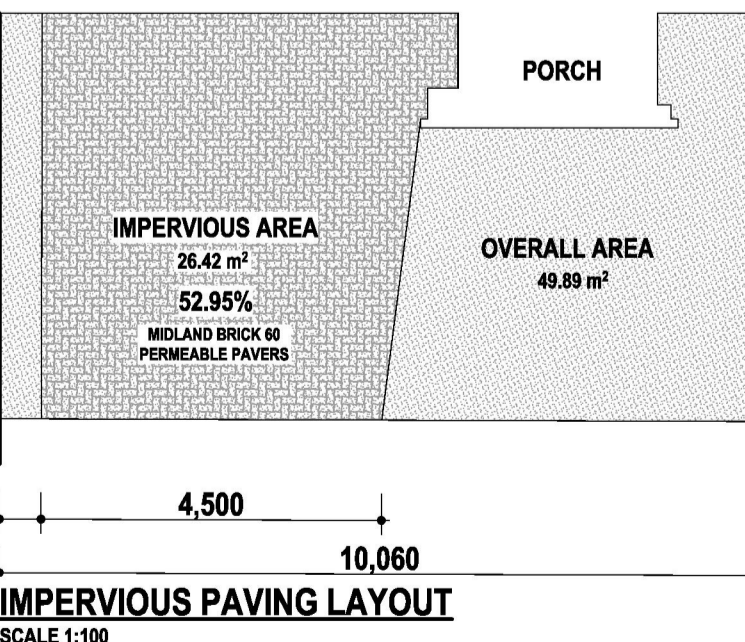 PORCH
IMPERVIOUS AREA
26.42 m²
52.95%
MIDLAND BRICK 60
PERMEABLE PAVERS
OVERALL AREA
49.89 m²
4,500
10,060
IMPERVIOUS PAVING LAYOUT
SCALE 1:100